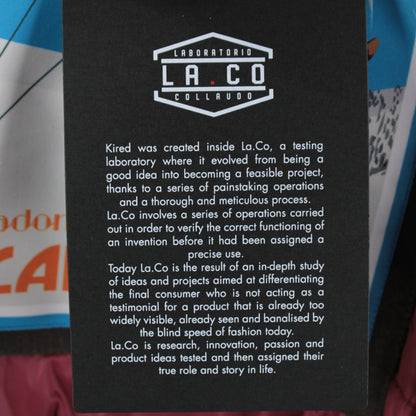 LABORATORIO
LA.CO
COLLAUDO
Kired was created inside La.Co, a testing
laboratory where it evolved from being a
good idea into becoming a feasible project,
thanks to a series of painstaking operations
and a thorough and meticulous process.
La.Co involves a series of operations carried
out in order to verify the correct functioning of
an invention before it had been assigned a
precise use.
Today La.Co is the result of an in-depth study
of ideas and projects aimed at differentiating
the final consumer who is not acting as a
testimonial for a product that is already too
widely visible, already seen and banalised by
the blind speed of fashion today.
La.Co is research, innovation, passion and
product ideas tested and then assigned their
true role and story in life.